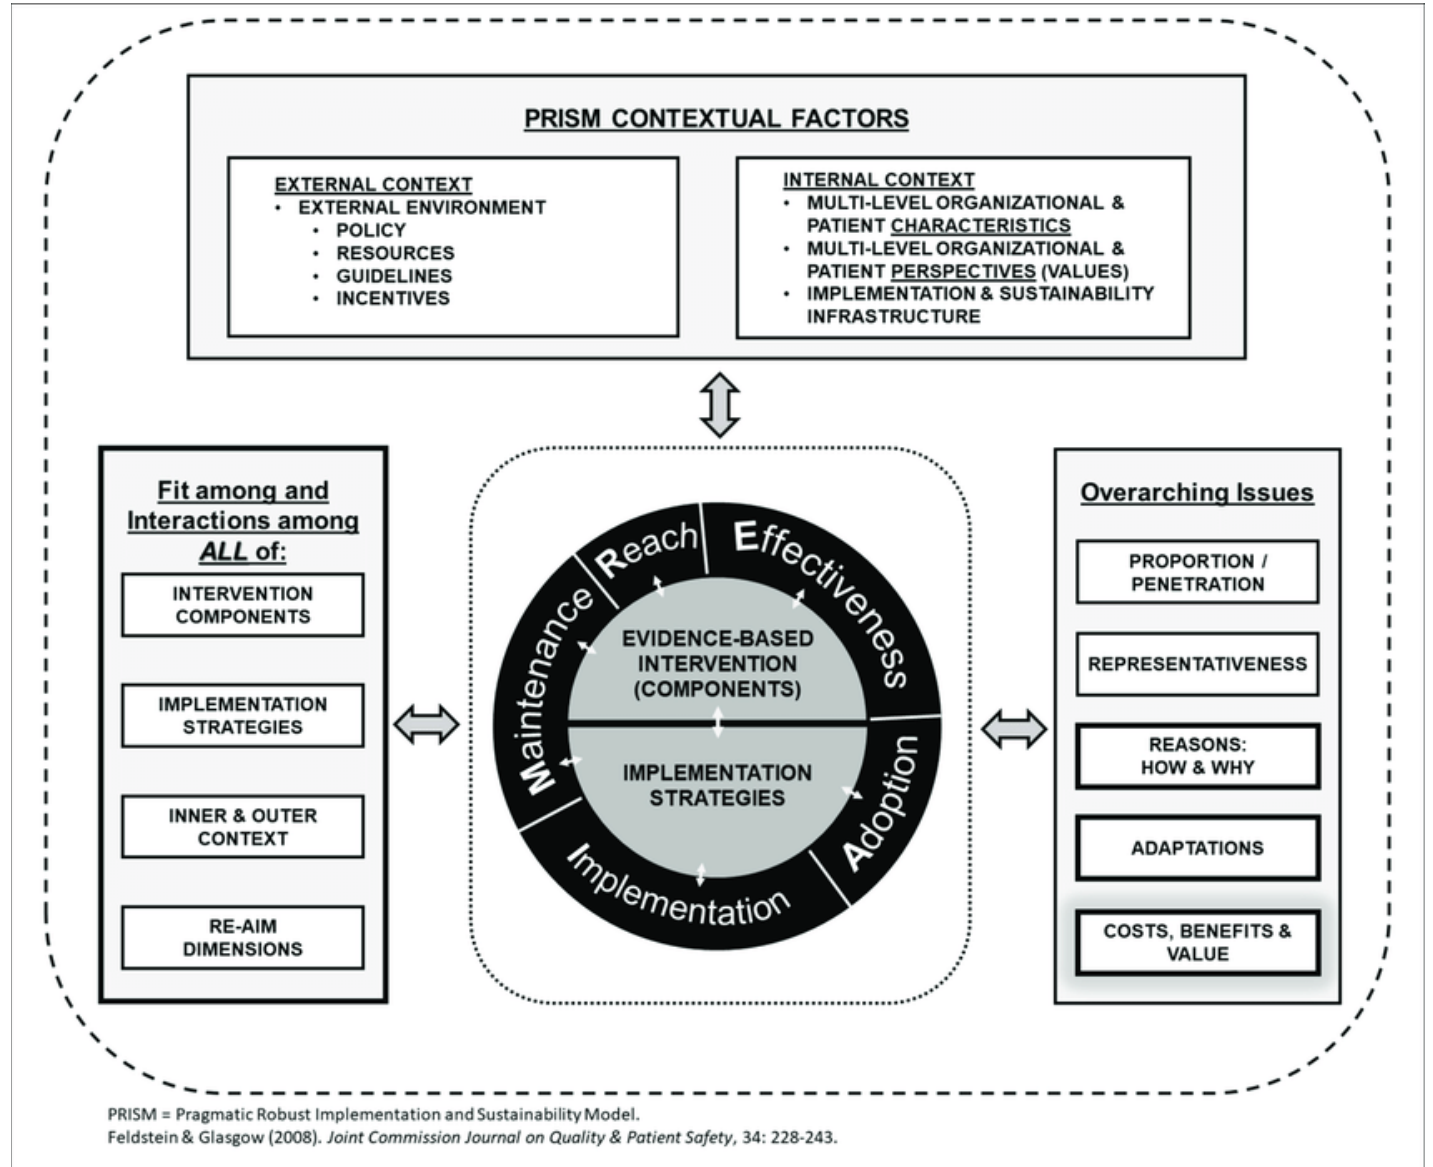 PRISM CONTEXTUAL FACTORS
EXTERNAL CONTEXT
• EXTERNAL ENVIRONMENT
• POLICY
• RESOURCES
• GUIDELINES
• INCENTIVES
INTERNAL CONTEXT
• MULTI-LEVEL ORGANIZATIONAL &
PATIENT CHARACTERISTICS
• MULTI-LEVEL ORGANIZATIONAL &
PATIENT PERSPECTIVES (VALUES)
• IMPLEMENTATION & SUSTAINABILITY
INFRASTRUCTURE
Fit among and
Interactions among
ALL of:
INTERVENTION
COMPONENTS
IMPLEMENTATION
STRATEGIES
INNER & OUTER
CONTEXT
RE-AIM
DIMENSIONS
Reach
Effectiveness
Adoption
Implementation
Maintenance
EVIDENCE-BASED
INTERVENTION
(COMPONENTS)
IMPLEMENTATION
STRATEGIES
Overarching Issues
PROPORTION /
PENETRATION
REPRESENTATIVENESS
REASONS:
HOW & WHY
ADAPTATIONS
COSTS, BENEFITS &
VALUE
PRISM = Pragmatic Robust Implementation and Sustainability Model.
Feldstein & Glasgow (2008). Joint Commission Journal on Quality & Patient Safety, 34: 228-243.